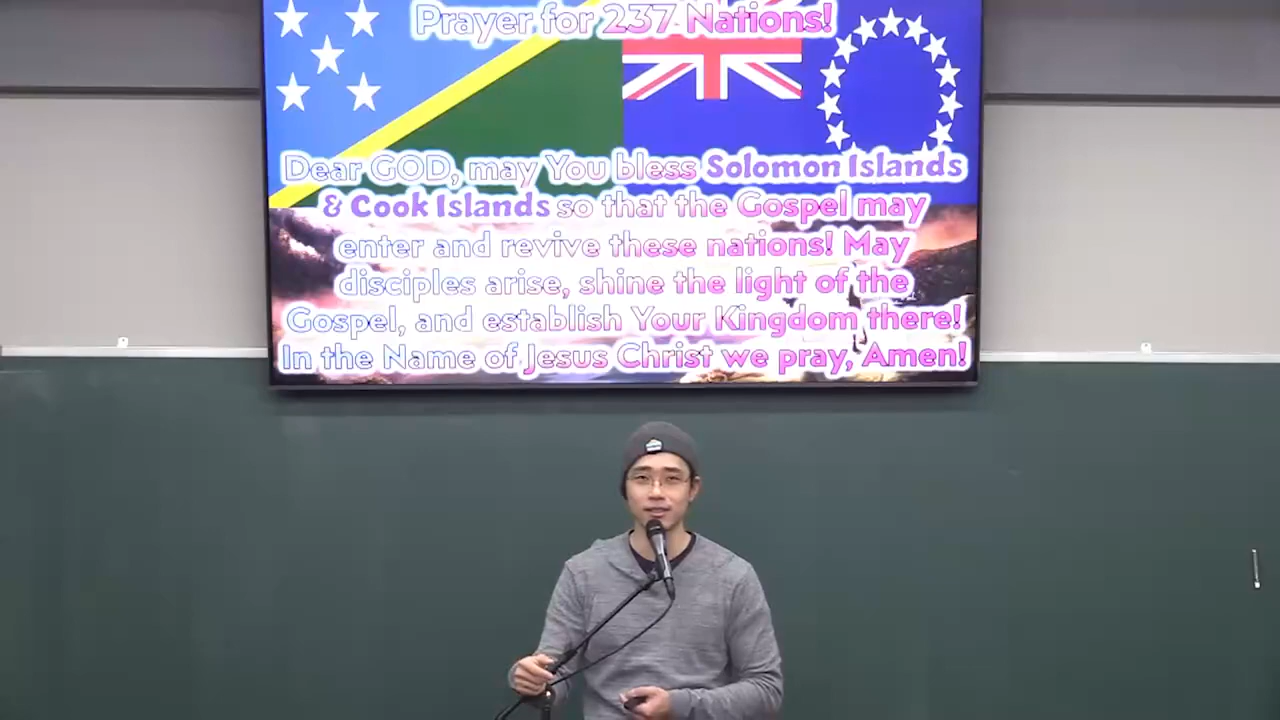 Prayer for 237 Nations!
Dear GOD, may You bless Solomon Islands
& Cook Islands so that the Gospel may
enter and revive these nations! May
disciples arise, shine the light of the
Gospel, and establish Your Kingdom there!
In the Name of Jesus Christ we pray, Amen!